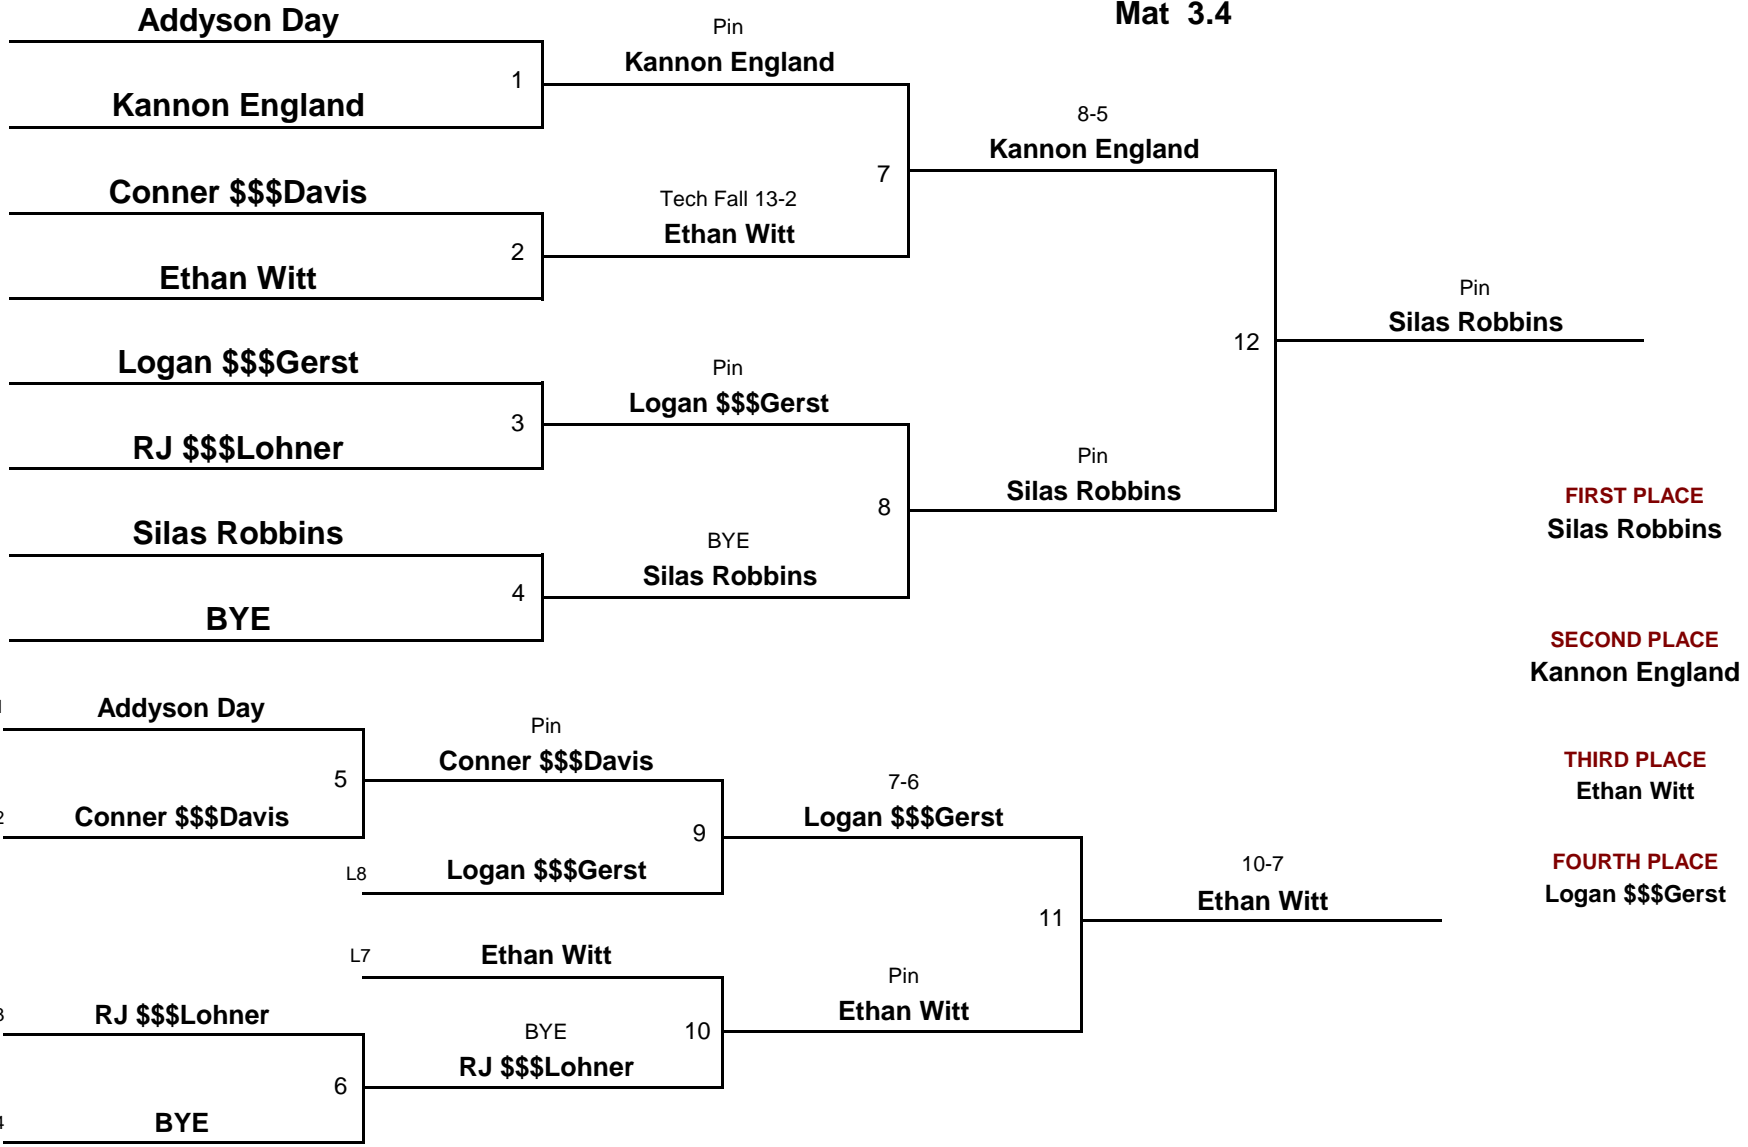 Mat 3.4
Addyson Day
1
Kannon England
Pin
Kannon England
Conner $$$Davis
2
Ethan Witt
Tech Fall 13-2
Ethan Witt
7
8-5
Kannon England
Logan $$$Gerst
3
RJ $$$Lohner
Pin
Logan $$$Gerst
Silas Robbins
4
BYE
BYE
Silas Robbins
8
Pin
Silas Robbins
12
Pin
Silas Robbins
FIRST PLACE
Silas Robbins
SECOND PLACE
Kannon England
THIRD PLACE
Ethan Witt
FOURTH PLACE
Logan $$$Gerst
Addyson Day
5
2
Conner $$$Davis
Pin
Conner $$$Davis
9
L8
Logan $$$Gerst
7-6
Logan $$$Gerst
L7
Ethan Witt
3
RJ $$$Lohner
6
4
BYE
BYE
RJ $$$Lohner
10
Pin
Ethan Witt
11
10-7
Ethan Witt